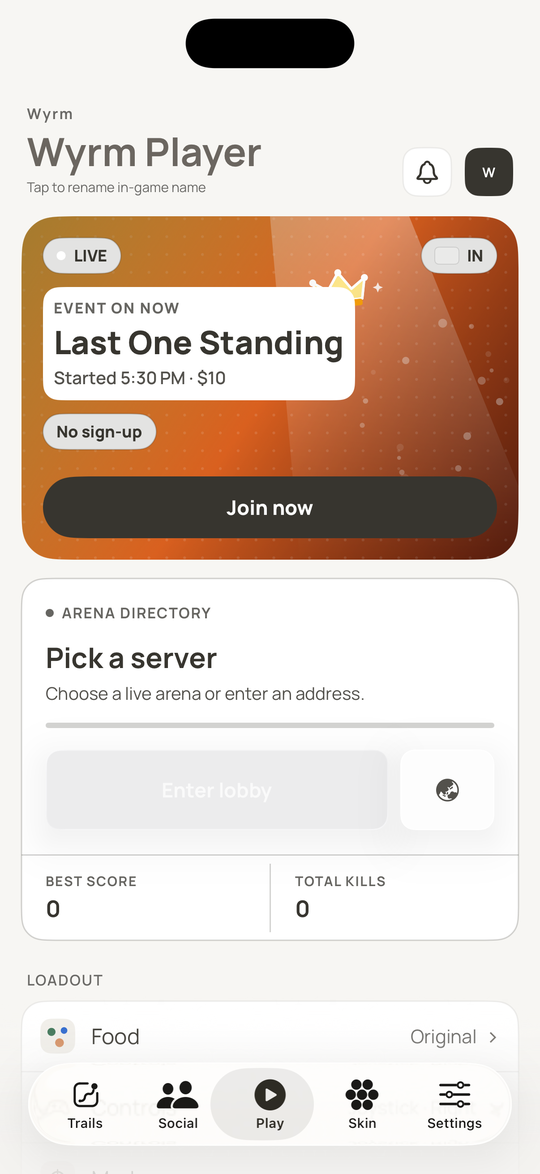 Wyrm
Wyrm Player
Tap to rename in-game name
W
LIVE
IN
EVENT ON NOW
Last One Standing
Started 5:30 PM · $10
No sign-up
Join now
ARENA DIRECTORY
Pick a server
Choose a live arena or enter an address.
Enter lobby
BEST SCORE
TOTAL KILLS
0
0
LOADOUT
Food
Original
Trails
Social
Play
Skin
Settings